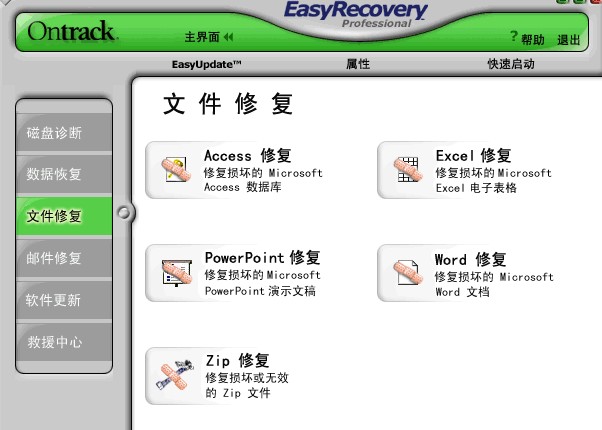 EasyRecovery
Professional
Ontrack
主界面
?帮助 退出
EasyUpdate™ 属性 快速启动
磁盘诊断
数据恢复
文件修复
邮件修复
软件更新
救援中心
文件修复
Access 修复
修复损坏的 Microsoft
Access 数据库
Excel 修复
修复损坏的 Microsoft
Excel 电子表格
PowerPoint 修复
修复损坏的 Microsoft
PowerPoint 演示文稿
Word 修复
修复损坏的 Microsoft
Word 文档
Zip 修复
修复损坏或无效
的 Zip 文件